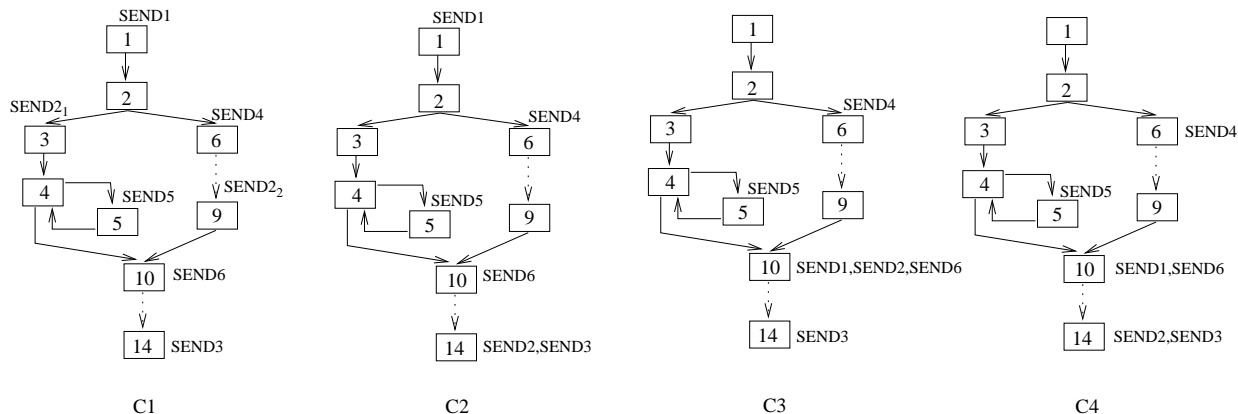 SEND1
1
2
SEND2₁
SEND4
3
6
4
SEND5
SEND2₂
5
9
10
SEND6
14
SEND3
C1
SEND1
1
2
SEND4
3
6
4
SEND5
5
9
10
SEND6
14
SEND2,SEND3
C2
1
2
SEND4
3
6
4
SEND5
5
9
10
SEND1,SEND2,SEND6
14
SEND3
C3
1
2
3
6
SEND4
4
SEND5
5
9
10
SEND1,SEND6
14
SEND2,SEND3
C4